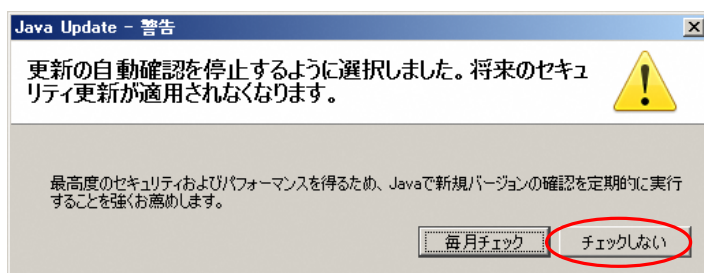 Java Update - 警告
更新の自動確認を停止するように選択しました。将来のセキュ
リティ更新が適用されなくなります。
最高度のセキュリティおよびパフォーマンスを得るため、Javaで新規バージョンの確認を定期的に実行
することを強くお薦めします。
毎月チェック チェックしない